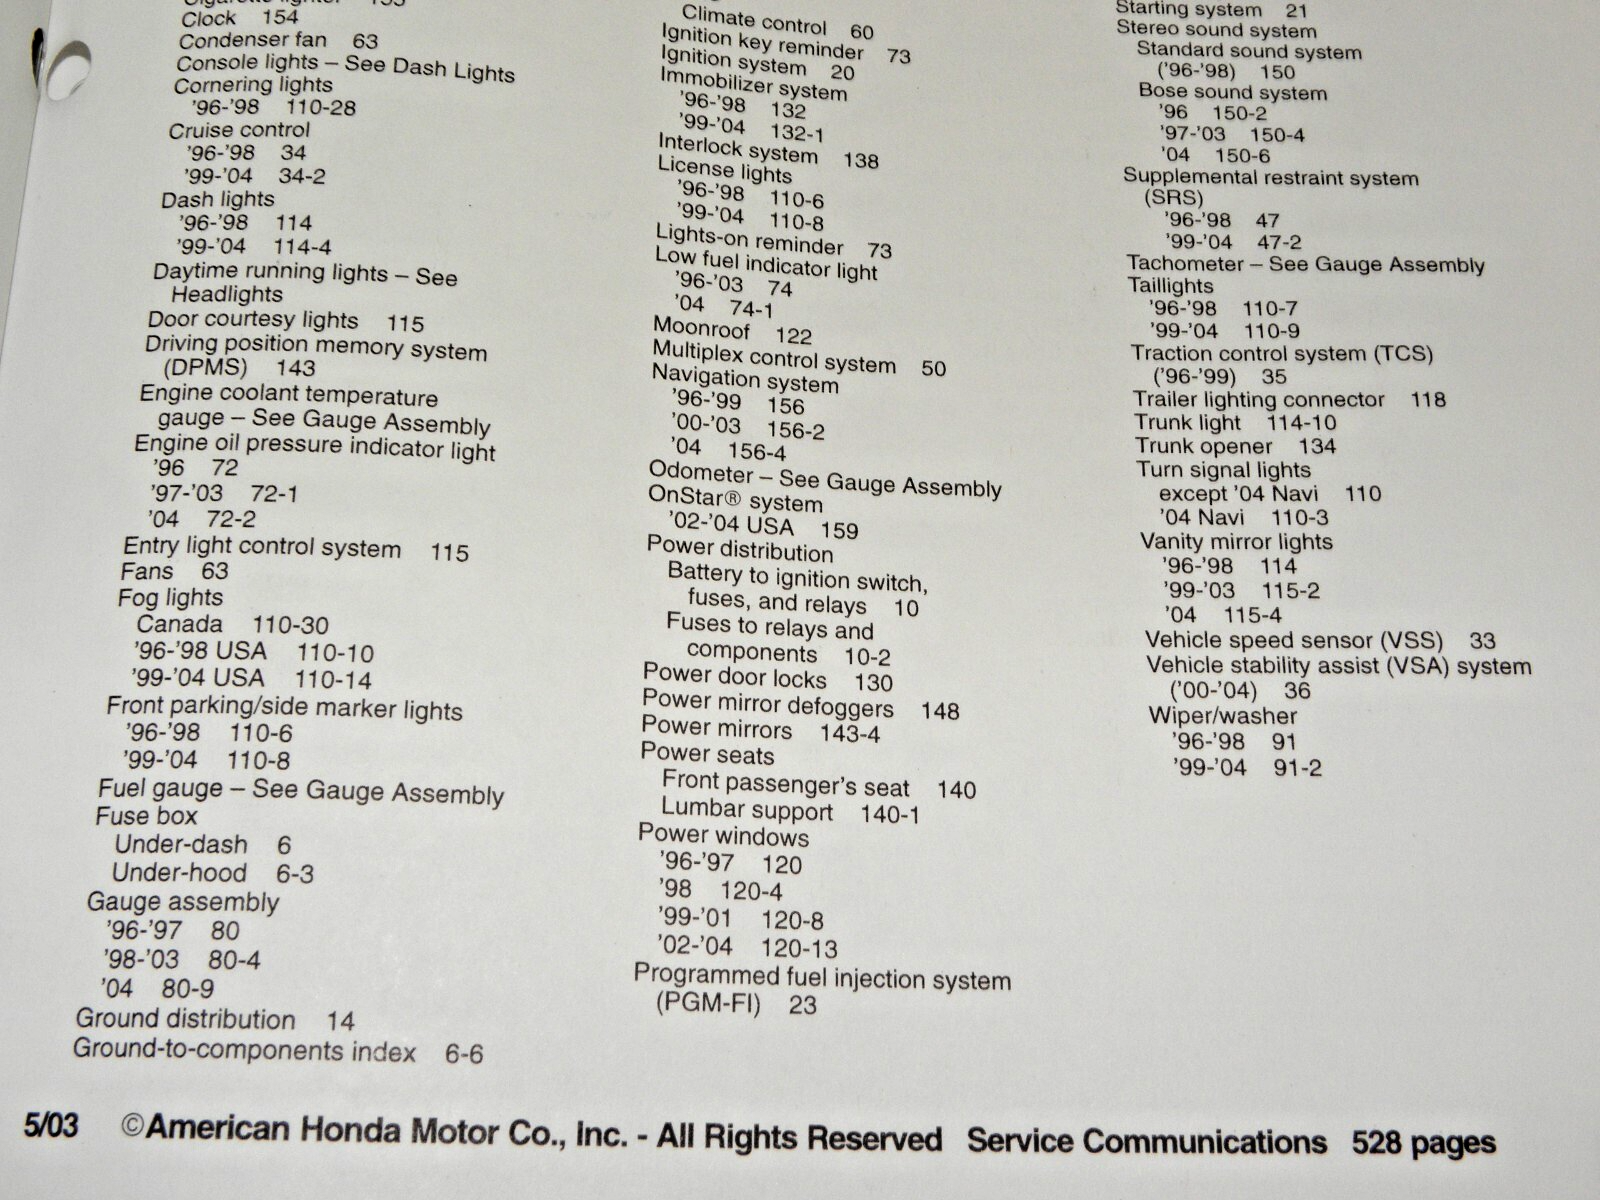 Clock 154
Condenser fan 63
Console lights – See Dash Lights
Cornering lights
'96-'98 110-28
Cruise control
'96-'98 34
'99-'04 34-2
Dash lights
'96-'98 114
'99-'04 114-4
Daytime running lights – See
Headlights
Door courtesy lights 115
Driving position memory system
(DPMS) 143
Engine coolant temperature
gauge – See Gauge Assembly
Engine oil pressure indicator light
'96 72
'97-'03 72-1
'04 72-2
Entry light control system 115
Fans 63
Fog lights
Canada 110-30
'96-'98 USA 110-10
'99-'04 USA 110-14
Front parking/side marker lights
'96-'98 110-6
'99-'04 110-8
Fuel gauge – See Gauge Assembly
Fuse box
Under-dash 6
Under-hood 6-3
Gauge assembly
'96-'97 80
'98-'03 80-4
'04 80-9
Ground distribution 14
Ground-to-components index 6-6
Climate control 60
Ignition key reminder 73
Ignition system 20
Immobilizer system
'96-'98 132
'99-'04 132-1
Interlock system 138
License lights
'96-'98 110-6
'99-'04 110-8
Lights-on reminder 73
Low fuel indicator light
'96-'03 74
'04 74-1
Moonroof 122
Multiplex control system 50
Navigation system
'96-'99 156
'00-'03 156-2
'04 156-4
Odometer – See Gauge Assembly
OnStar® system
'02-'04 USA 159
Power distribution
Battery to ignition switch,
fuses, and relays 10
Fuses to relays and
components 10-2
Power door locks 130
Power mirror defoggers 148
Power mirrors 143-4
Power seats
Front passenger's seat 140
Lumbar support 140-1
Power windows
'96-'97 120
'98 120-4
'99-'01 120-8
'02-'04 120-13
Programmed fuel injection system
(PGM-FI) 23
Starting system 21
Stereo sound system
Standard sound system
('96-'98) 150
Bose sound system
'96 150-2
'97-'03 150-4
'04 150-6
Supplemental restraint system
(SRS)
'96-'98 47
'99-'04 47-2
Tachometer – See Gauge Assembly
Taillights
'96-'98 110-7
'99-'04 110-9
Traction control system (TCS)
('96-'99) 35
Trailer lighting connector 118
Trunk light 114-10
Trunk opener 134
Turn signal lights
except '04 Navi 110
'04 Navi 110-3
Vanity mirror lights
'96-'98 114
'99-'03 115-2
'04 115-4
Vehicle speed sensor (VSS) 33
Vehicle stability assist (VSA) system
('00-'04) 36
Wiper/washer
'96-'98 91
'99-'04 91-2
5/03 ©American Honda Motor Co., Inc. - All Rights Reserved Service Communications 528 pages